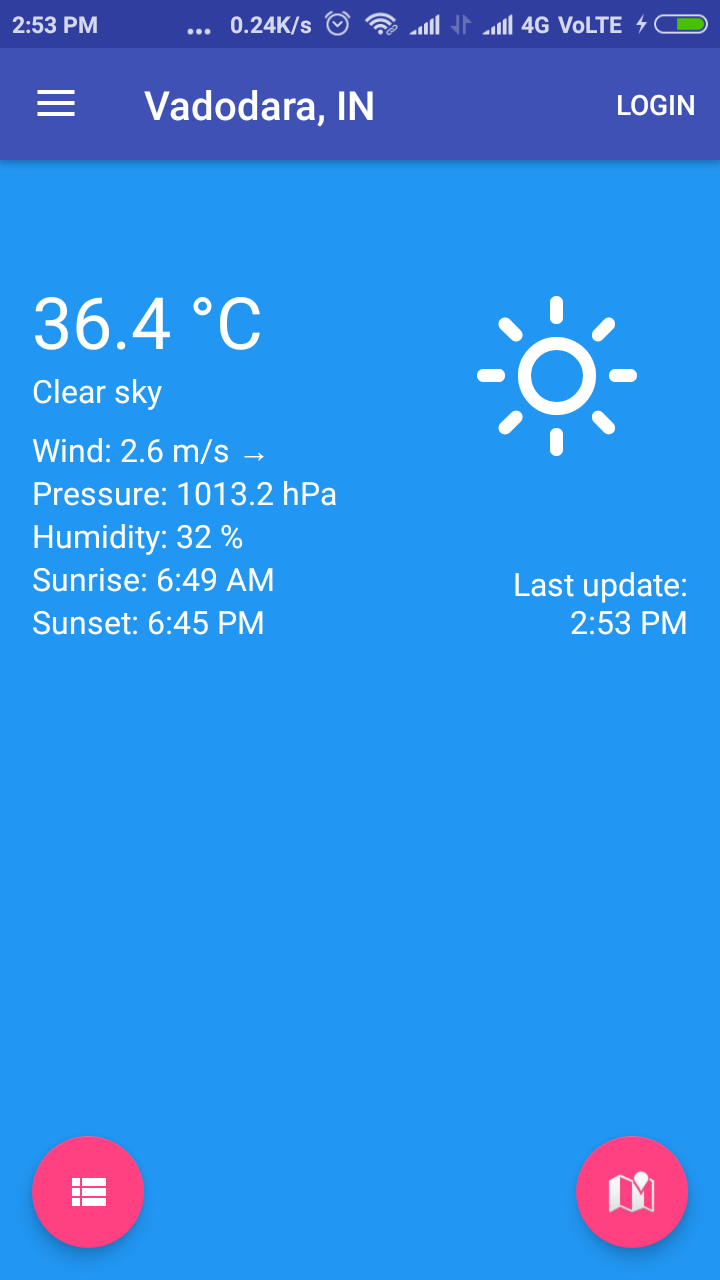 2:53 PM ... 0.24K/s 4G VoLTE
Vadodara, IN LOGIN
36.4 °C
Clear sky
Wind: 2.6 m/s →
Pressure: 1013.2 hPa
Humidity: 32 %
Sunrise: 6:49 AM
Sunset: 6:45 PM
Last update:
2:53 PM